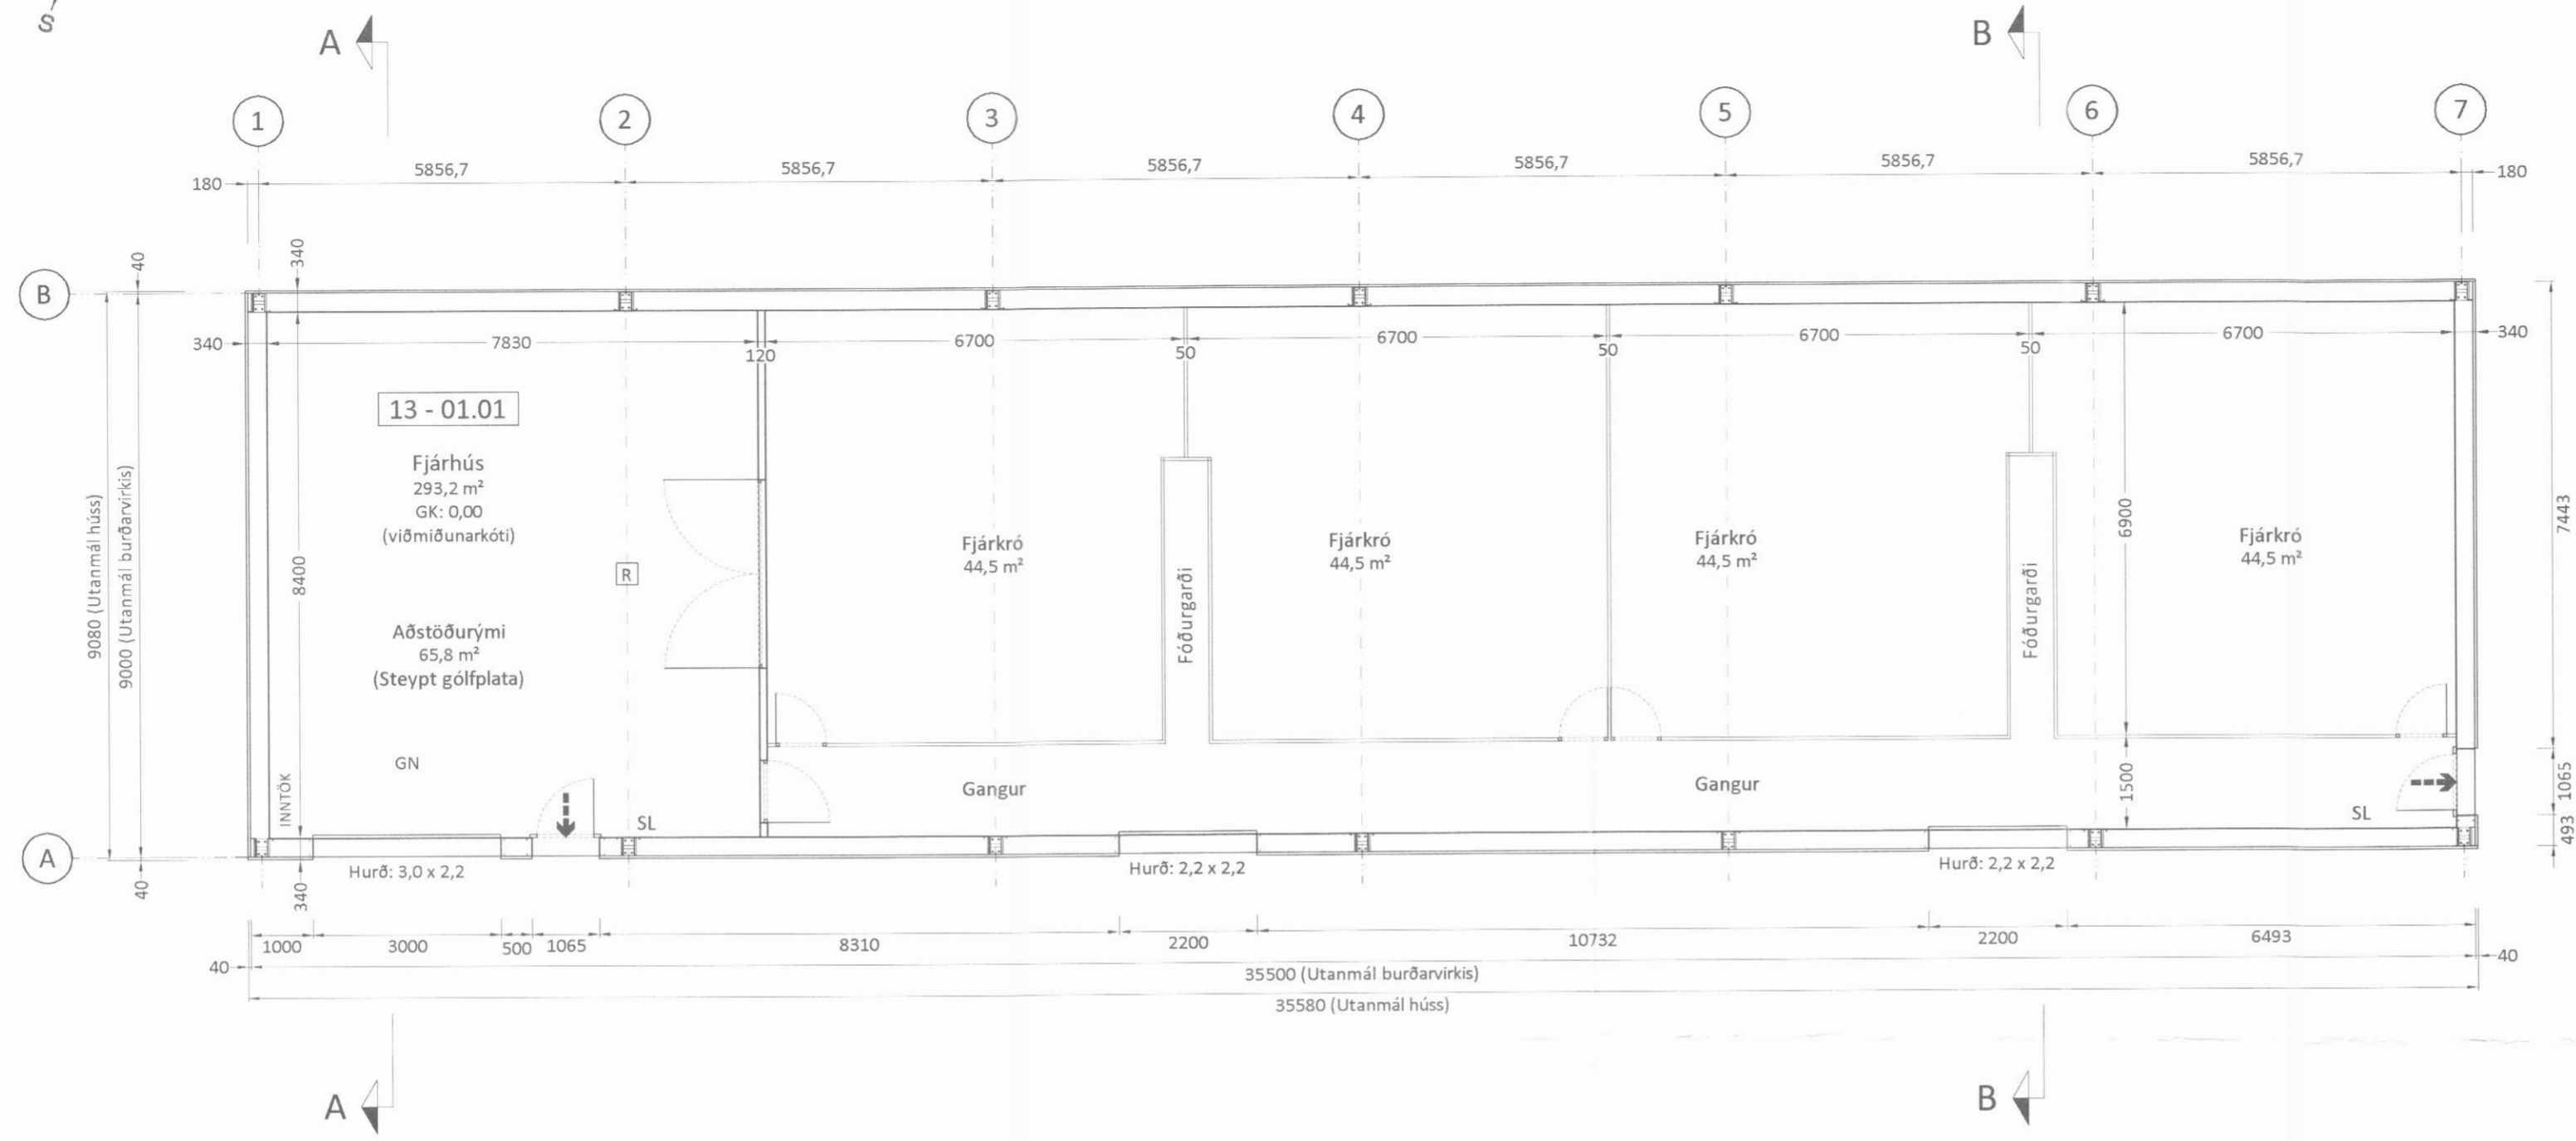 S
A
B
1
2
3
4
5
6
7
180
5856,7
5856,7
5856,7
5856,7
5856,7
5856,7
180
40
340
B
340
7830
120
6700
50
6700
50
6700
50
6700
340
13 - 01.01
Fjárhús
293,2 m²
GK: 0,00
(viðmiðunarkóti)
9080 (Utanmál húss)
9000 (Utanmál burðarvirkis)
8400
R
Aðstöðurými
65,8 m²
(Steypt gólfplata)
GN
INNTÖK
SL
Fjárkró
44,5 m²
Fóðurgarði
Fjárkró
44,5 m²
Fjárkró
44,5 m²
Fóðurgarði
6900
Fjárkró
44,5 m²
7443
Gangur
Gangur
1500
SL
1065
493
A
40
340
Hurð: 3,0 x 2,2
Hurð: 2,2 x 2,2
Hurð: 2,2 x 2,2
1000
3000
500
1065
8310
2200
10732
2200
6493
40
35500 (Utanmál burðarvirkis)
40
35580 (Utanmál húss)
A
B